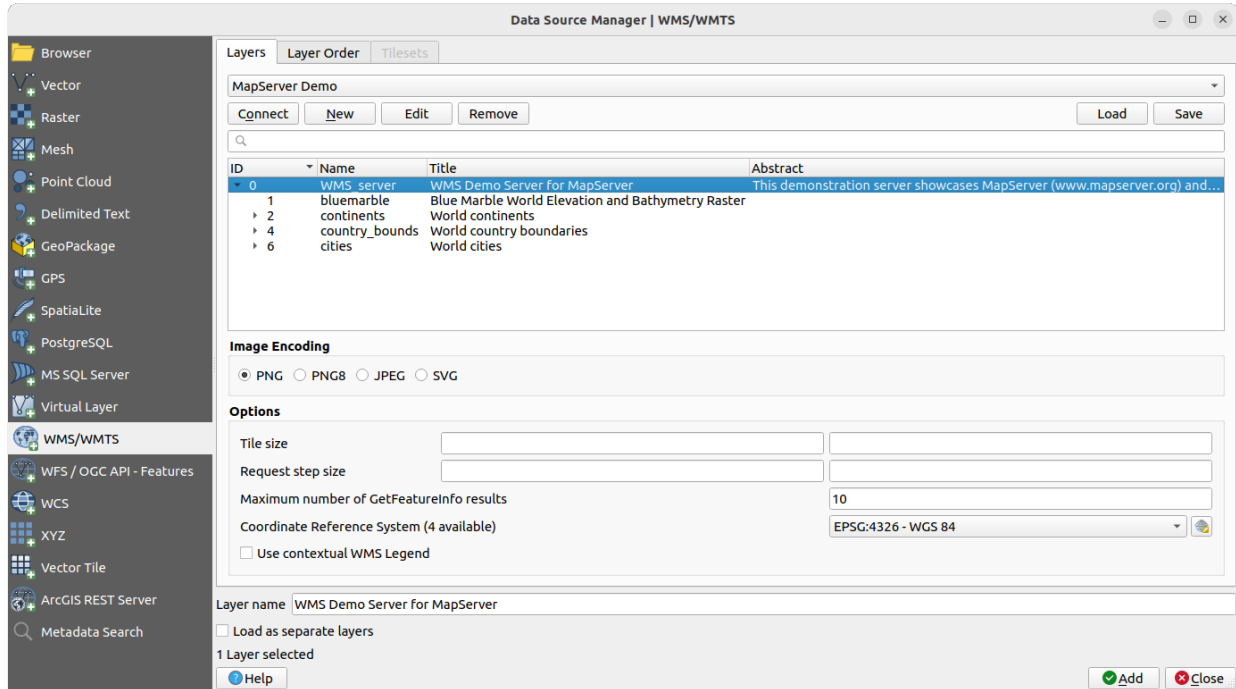 Data Source Manager | WMS/WMTS
Browser
Vector
Raster
Mesh
Point Cloud
Delimited Text
GeoPackage
GPS
SpatiaLite
PostgreSQL
MS SQL Server
Virtual Layer
WMS/WMTS
WFS / OGC API - Features
WCS
XYZ
Vector Tile
ArcGIS REST Server
Metadata Search
Layers Layer Order Tilesets
MapServer Demo
Connect New Edit Remove Load Save
ID Name Title Abstract
0 WMS_server WMS Demo Server for MapServer This demonstration server showcases MapServer (www.mapserver.org) and...
1 bluemarble Blue Marble World Elevation and Bathymetry Raster
2 continents World continents
4 country_bounds World country boundaries
6 cities World cities
Image Encoding
PNG PNG8 JPEG SVG
Options
Tile size
Request step size
Maximum number of GetFeatureInfo results 10
Coordinate Reference System (4 available) EPSG:4326 - WGS 84
Use contextual WMS Legend
Layer name WMS Demo Server for MapServer
Load as separate layers
1 Layer selected
Help Add Close